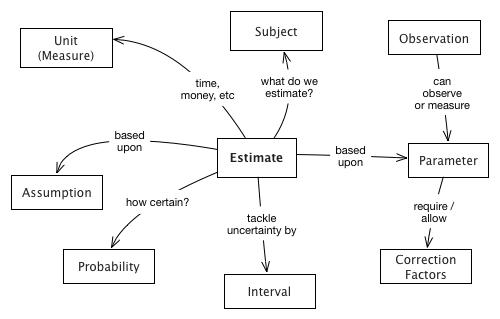 Unit
(Measure)
Subject
Observation
time,
money, etc
what do we
estimate?
can
observe
or measure
based
upon
Estimate
based
upon
Parameter
Assumption
how certain?
tackle
uncertainty by
require /
allow
Probability
Interval
Correction
Factors